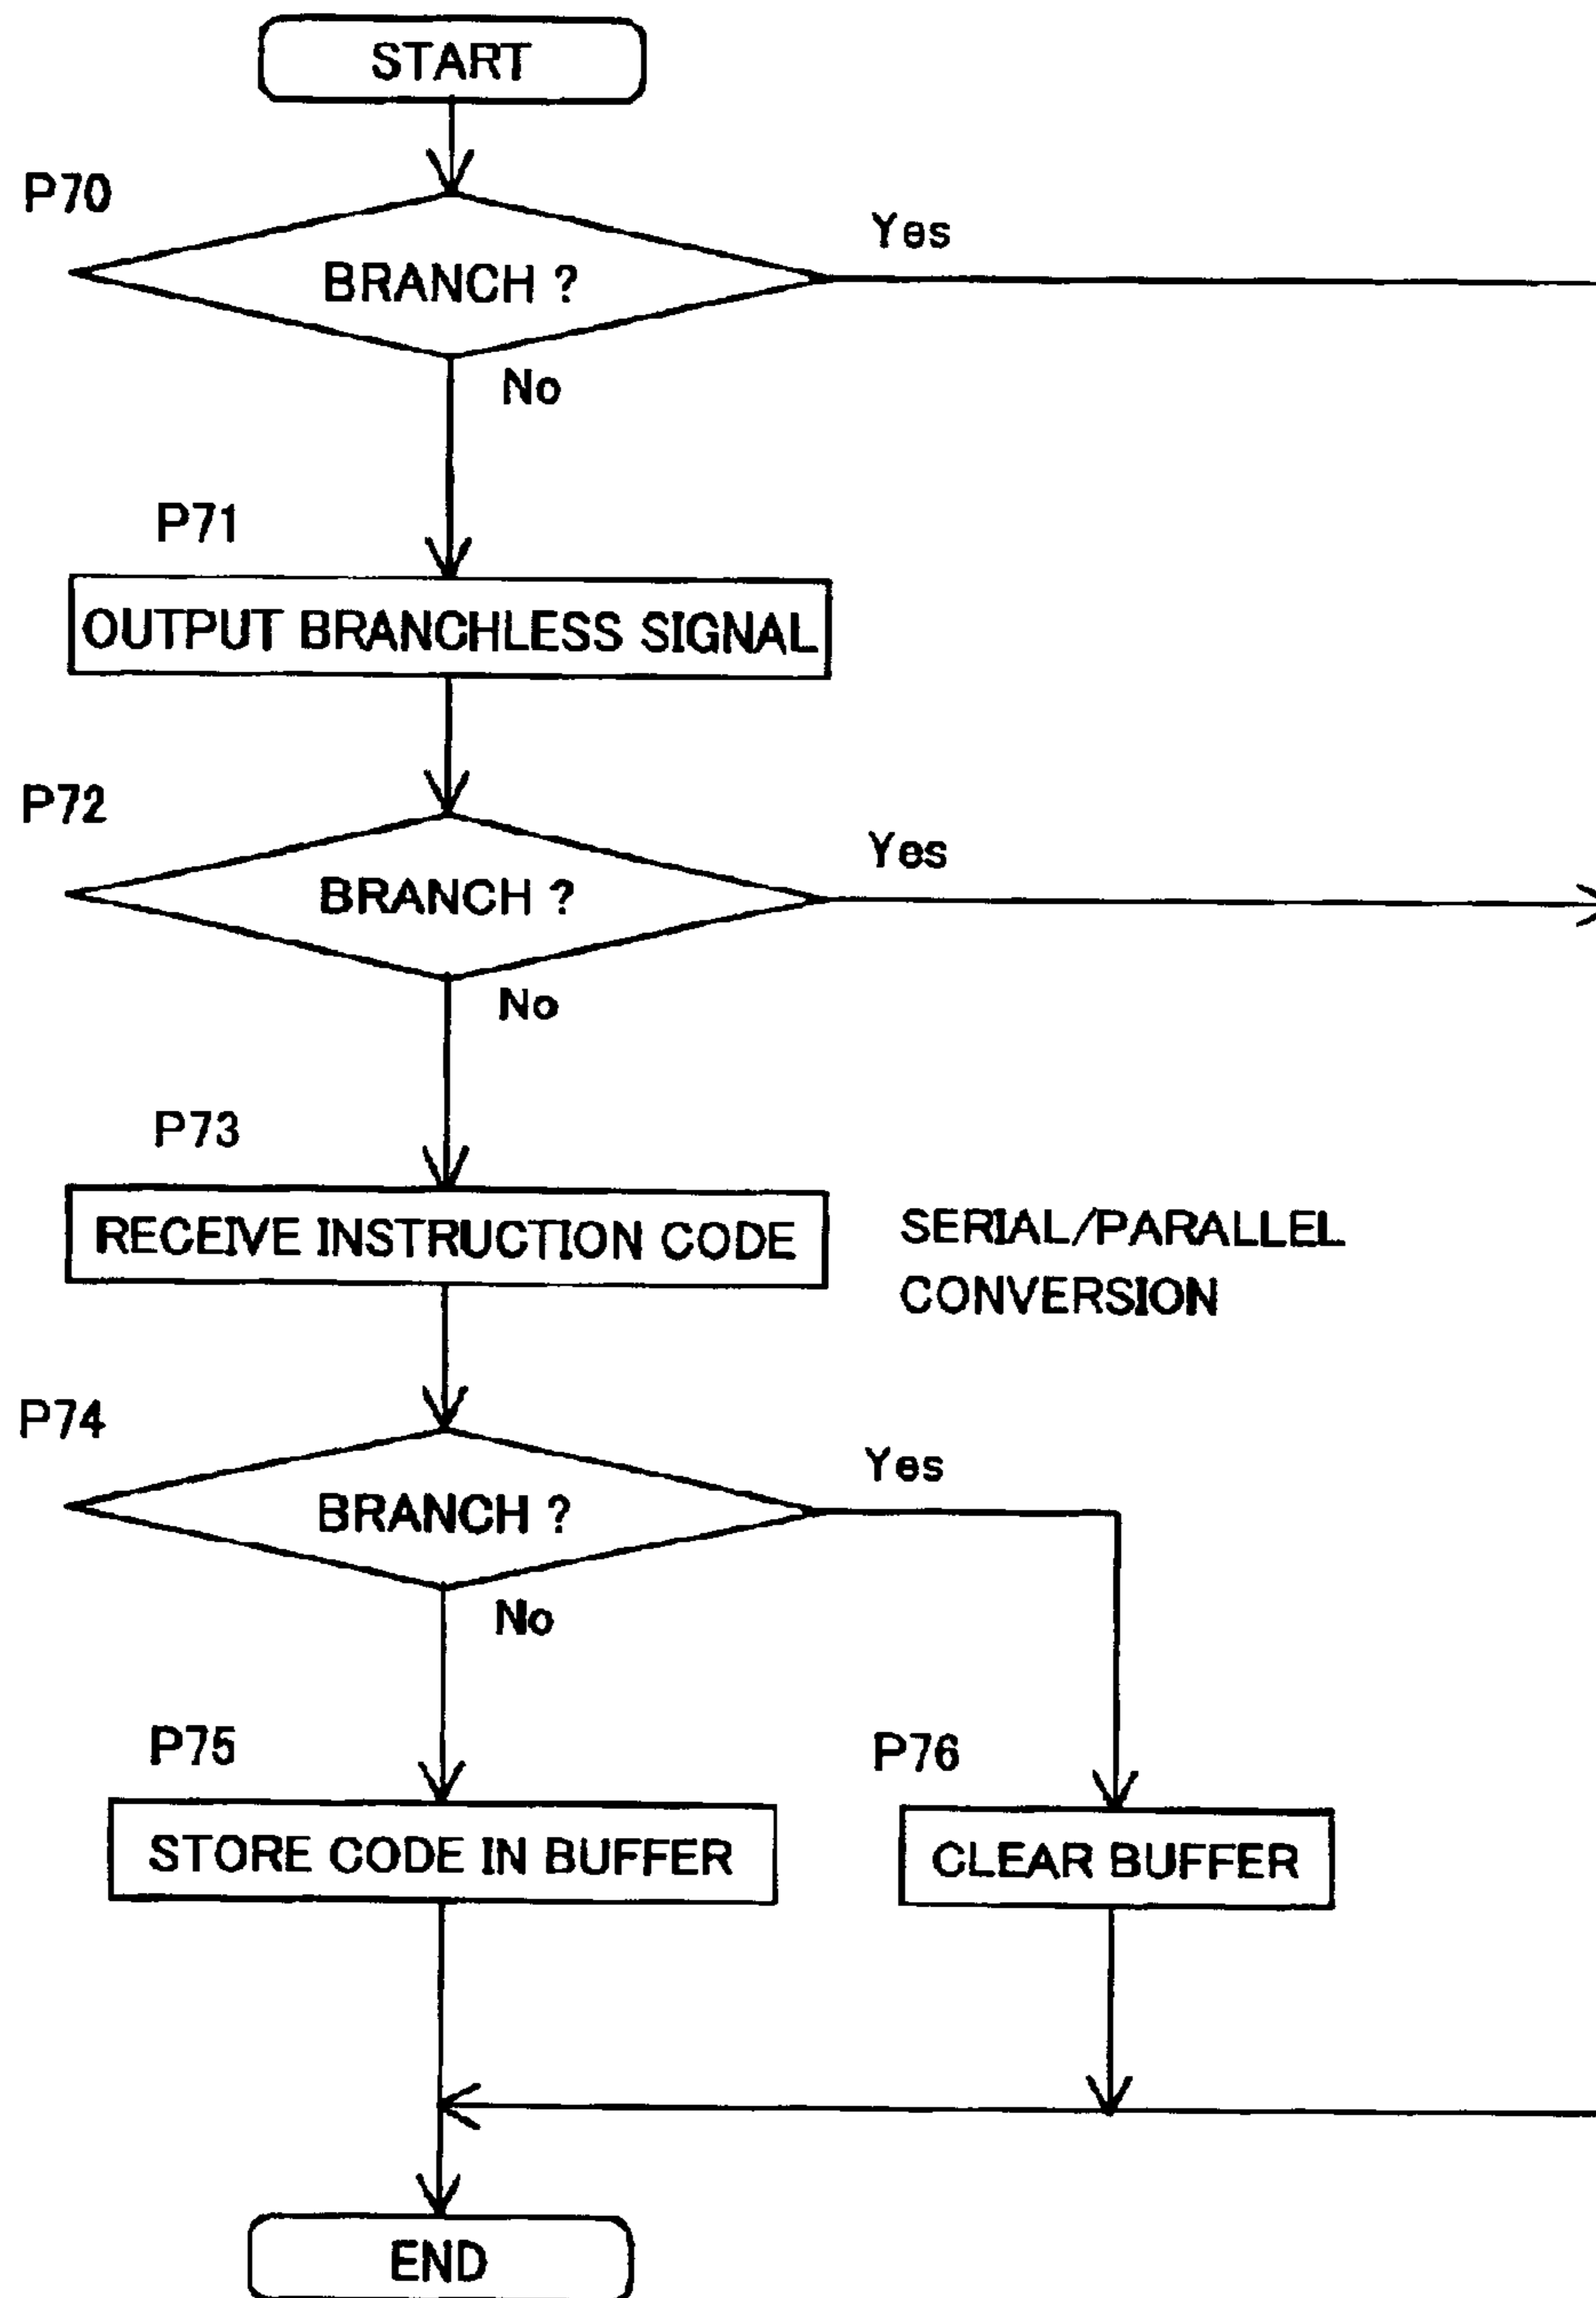 START
P70
BRANCH ?
Yes
No
P71
OUTPUT BRANCHLESS SIGNAL
P72
BRANCH ?
Yes
No
P73
RECEIVE INSTRUCTION CODE
SERIAL/PARALLEL
CONVERSION
P74
BRANCH ?
Yes
No
P75
STORE CODE IN BUFFER
P76
CLEAR BUFFER
END